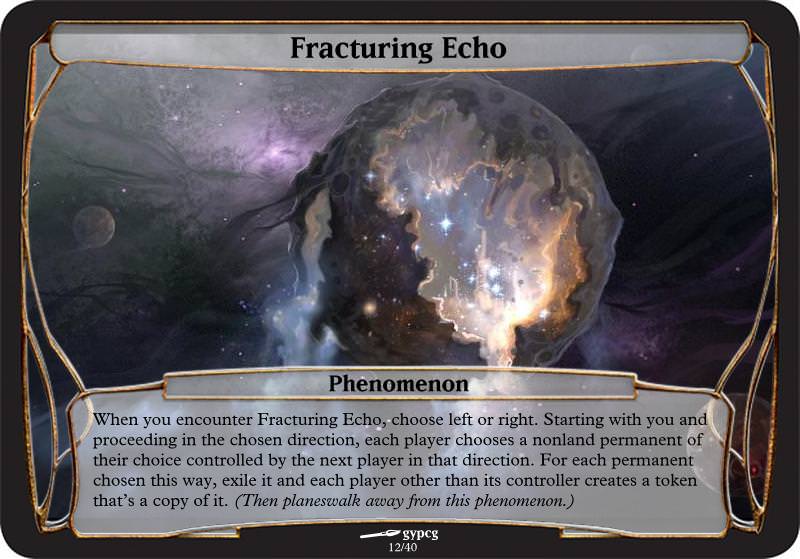 Fracturing Echo
Phenomenon
When you encounter Fracturing Echo, choose left or right. Starting with you and
proceeding in the chosen direction, each player chooses a nonland permanent of
their choice controlled by the next player in that direction. For each permanent
chosen this way, exile it and each player other than its controller creates a token
that's a copy of it. (Then planeswalk away from this phenomenon.)
gypcg
12/40